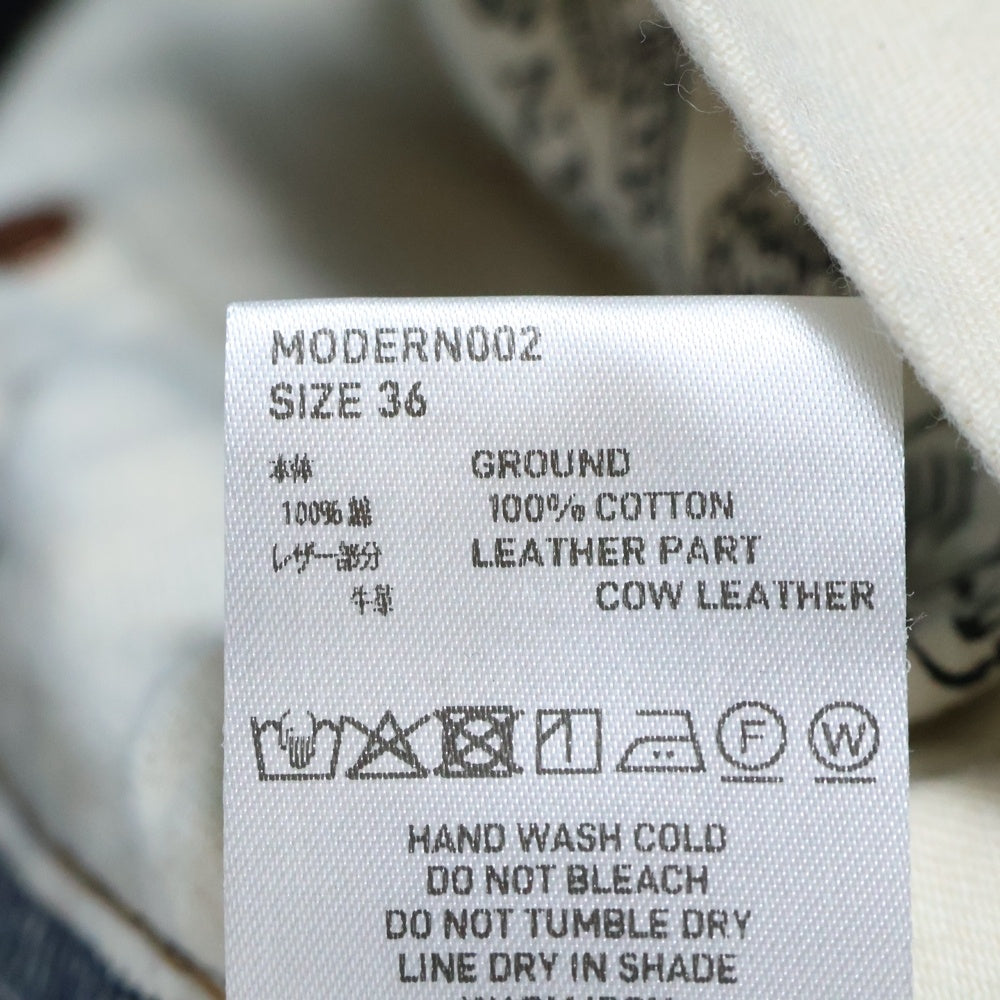 MODERN002
SIZE 36
本体 GROUND
100% 綿 100% COTTON
レザー部分 LEATHER PART
牛革 COW LEATHER
F W
HAND WASH COLD
DO NOT BLEACH
DO NOT TUMBLE DRY
LINE DRY IN SHADE